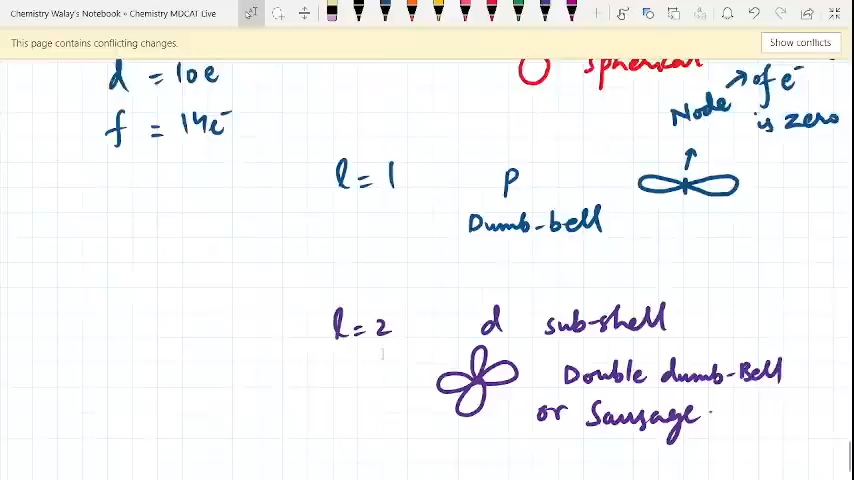 Chemistry Walay's Notebook » Chemistry MDCAT Live
This page contains conflicting changes.
Show conflicts
d = 10e
f = 14e⁻
spherical
Node
of e⁻
is zero
l = 1
p
Dumb-bell
l = 2
d sub-shell
Double dumb-Bell
or Sausage.